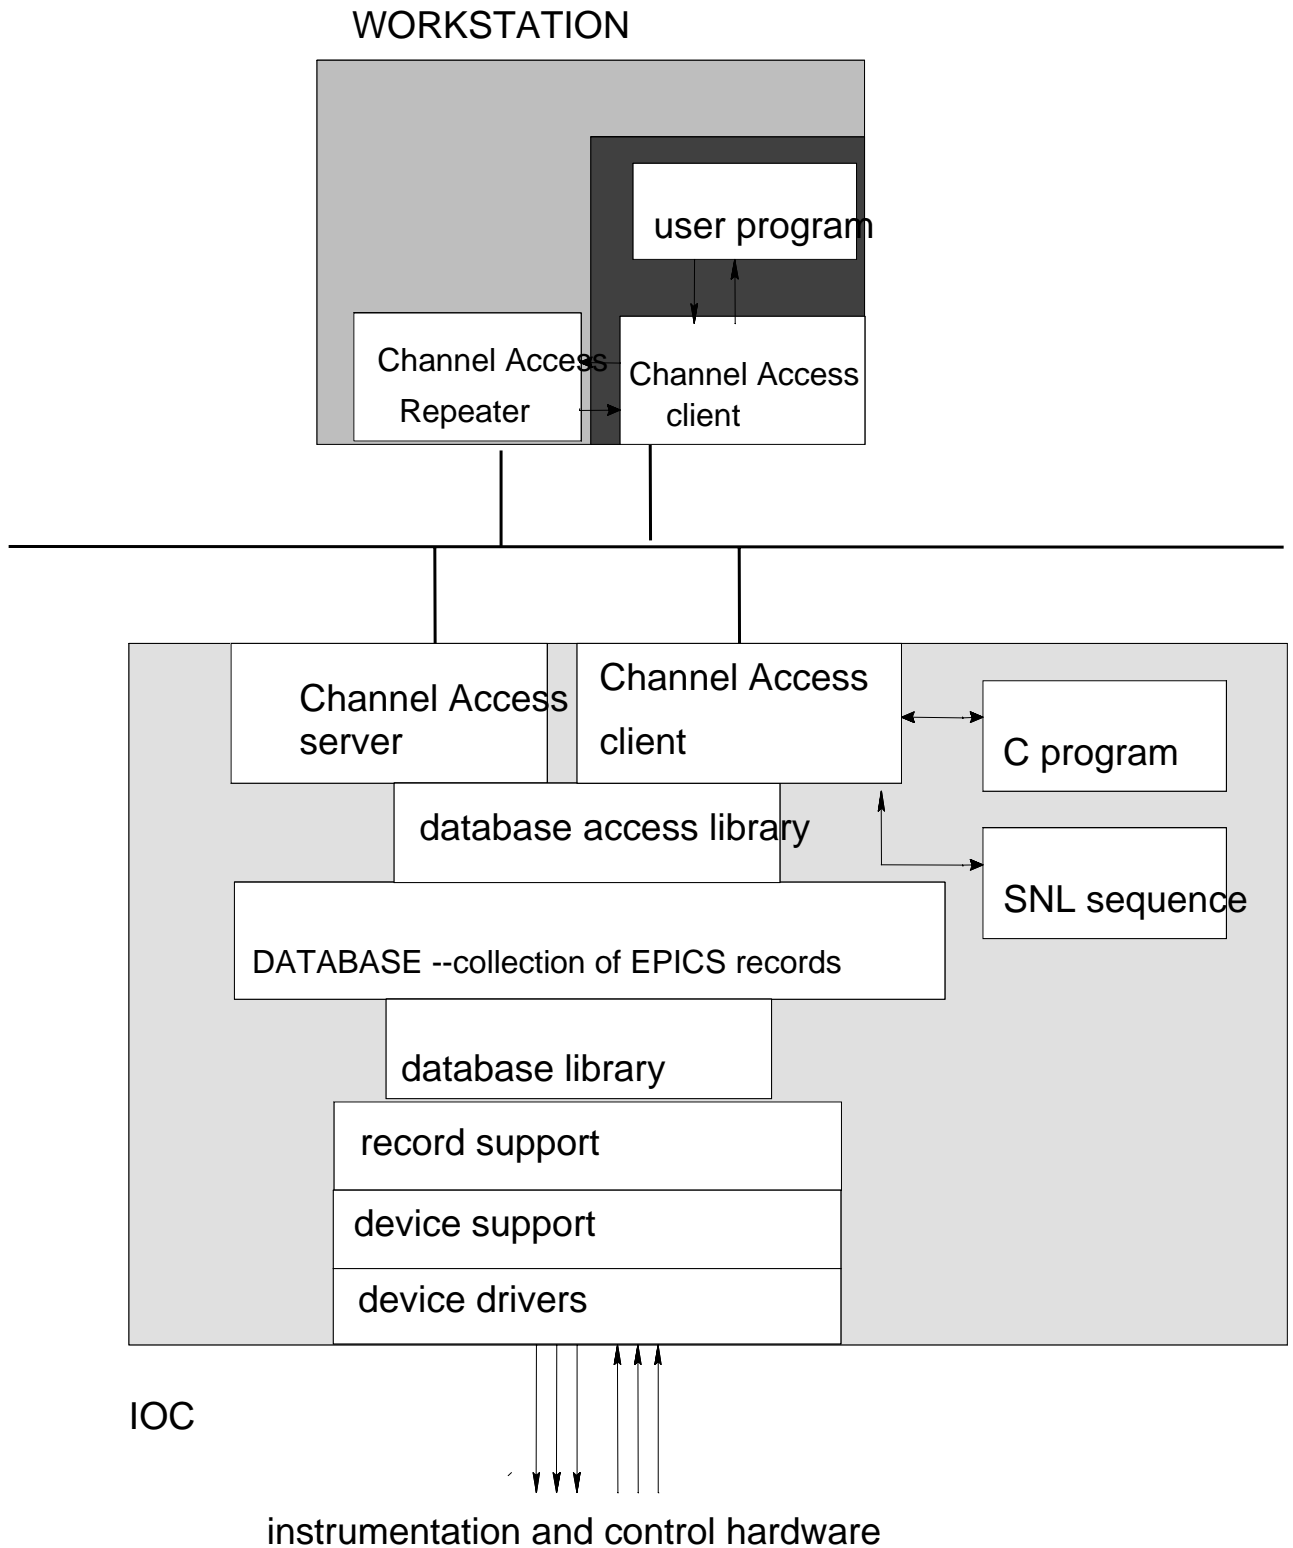 WORKSTATION
user program
Channel Access
Repeater
Channel Access
client
Channel Access
server
Channel Access
client
C program
database access library
SNL sequence
DATABASE --collection of EPICS records
database library
record support
device support
device drivers
IOC
instrumentation and control hardware